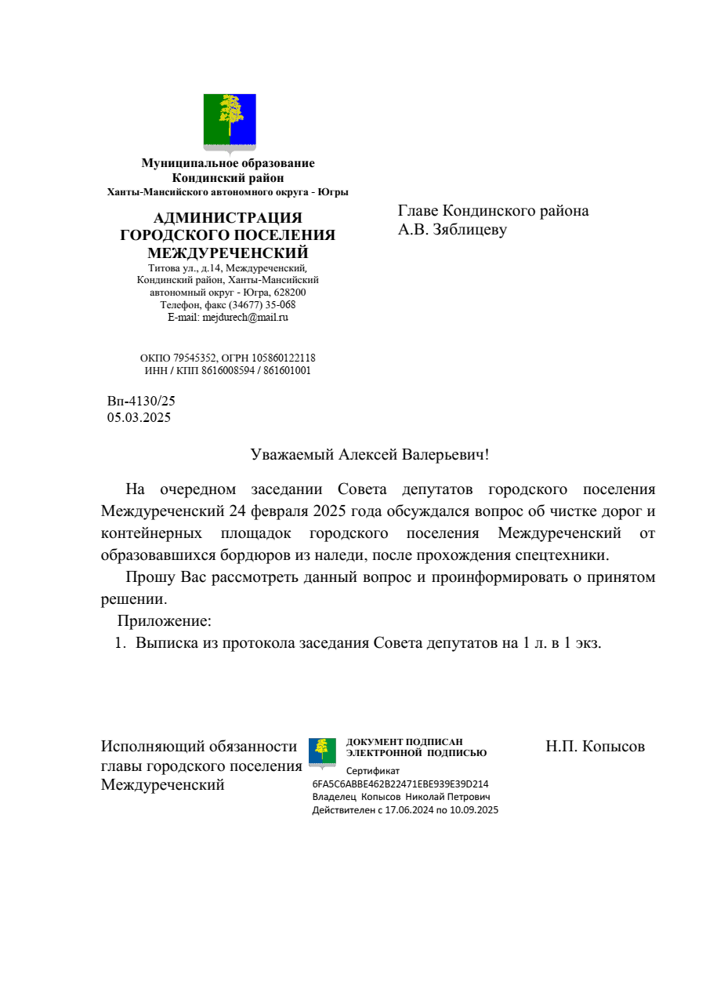 Муниципальное образование
Кондинский район
Ханты-Мансийского автономного округа - Югры
АДМИНИСТРАЦИЯ
ГОРОДСКОГО ПОСЕЛЕНИЯ
МЕЖДУРЕЧЕНСКИЙ
Титова ул., д.14, Междуреченский,
Кондинский район, Ханты-Мансийский
автономный округ - Югра, 628200
Телефон, факс (34677) 35-068
E-mail: mejdurech@mail.ru
ОКПО 79545352, ОГРН 105860122118
ИНН / КПП 8616008594 / 861601001
Вп-4130/25
05.03.2025
Главе Кондинского района
А.В. Зяблицеву
Уважаемый Алексей Валерьевич!
На очередном заседании Совета депутатов городского поселения
Междуреченский 24 февраля 2025 года обсуждался вопрос об чистке дорог и
контейнерных площадок городского поселения Междуреченский от
образовавшихся бордюров из наледи, после прохождения спецтехники.
Прошу Вас рассмотреть данный вопрос и проинформировать о принятом
решении.
Приложение:
1. Выписка из протокола заседания Совета депутатов на 1 л. в 1 экз.
Исполняющий обязанности
главы городского поселения
Междуреченский
ДОКУМЕНТ ПОДПИСАН
ЭЛЕКТРОННОЙ ПОДПИСЬЮ
Сертификат
6FA5C6ABBE462B22471EBE939E39D214
Владелец Копысов Николай Петрович
Действителен с 17.06.2024 по 10.09.2025
Н.П. Копысов